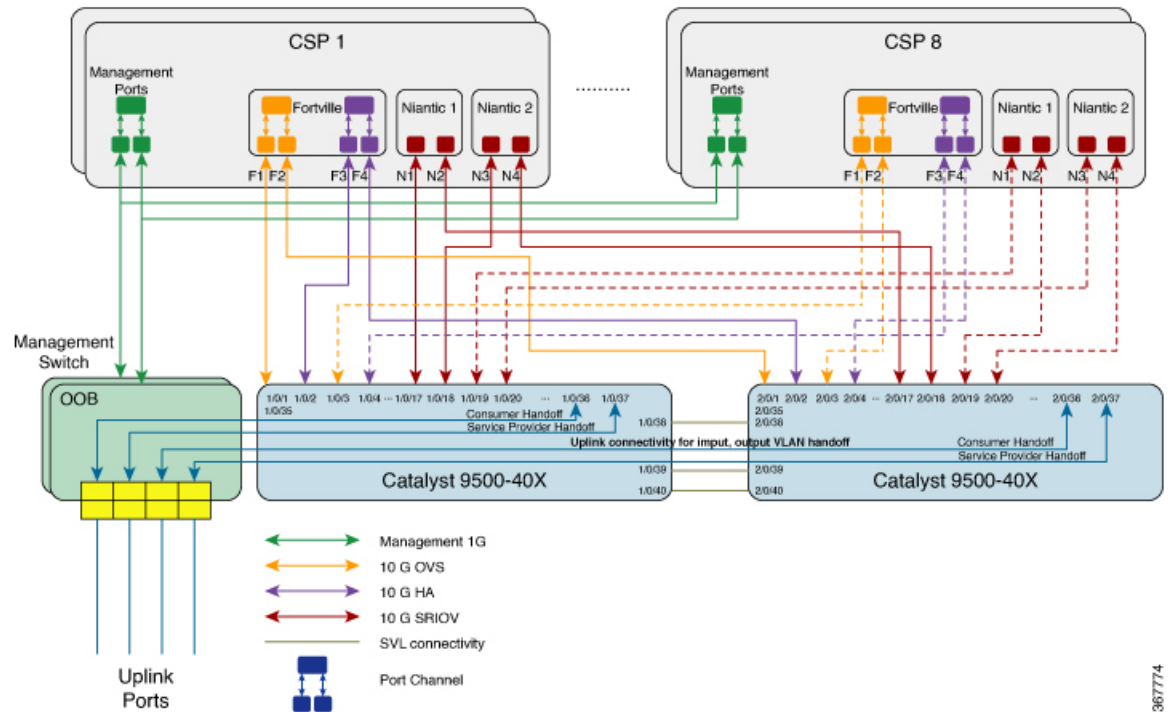 CSP 1
CSP 8
Management
Ports
Fortville
Niantic 1
Niantic 2
Management
Ports
Fortville
Niantic 1
Niantic 2
F1 F2 F3 F4 N1 N2 N3 N4
F1 F2 F3 F4 N1 N2 N3 N4
Management
Switch
OOB
1/0/1 1/0/2 1/0/3 1/0/4 ... 1/0/17 1/0/18 1/0/19 1/0/20 ... 1/0/36 1/0/37
1/0/35
2/0/1 2/0/2 2/0/3 2/0/4 ... 2/0/17 2/0/18 2/0/19 2/0/20 ... 2/0/36 2/0/37
2/0/35
Consumer Handoff
Service Provider Handoff
1/0/38 2/0/38
Uplink connectivity for imput, output VLAN handoff
Consumer Handoff
Service Provider Handoff
1/0/39 2/0/39
Catalyst 9500-40X
Catalyst 9500-40X
1/0/40 2/0/40
Management 1G
10 G OVS
10 G HA
10 G SRIOV
SVL connectivity
Port Channel
Uplink
Ports
367774